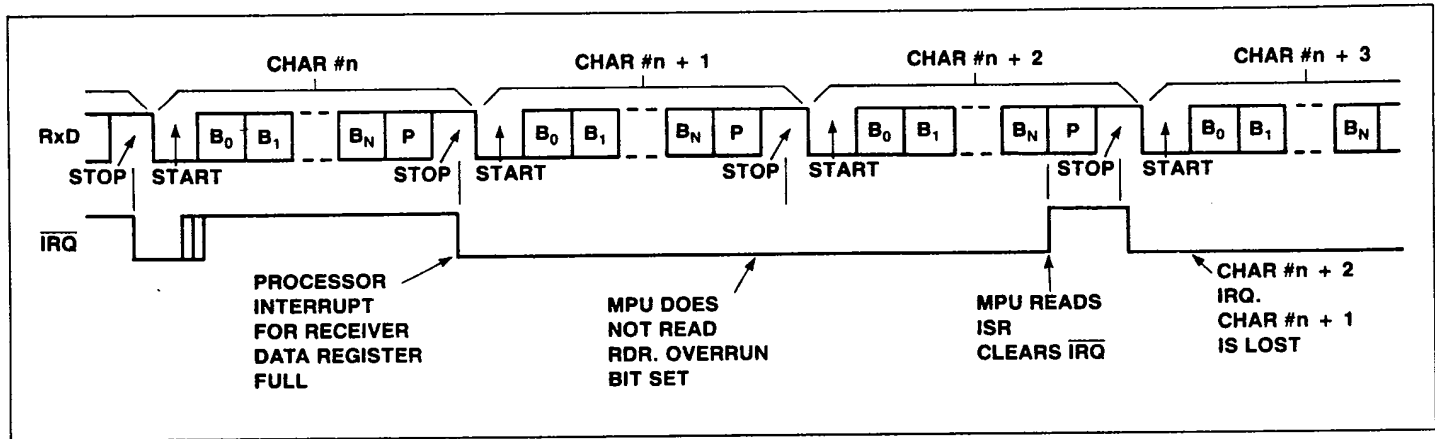 CHAR #n
CHAR #n + 1
CHAR #n + 2
CHAR #n + 3
RxD
B0 B1 BN P
B0 B1 BN P
B0 B1 BN P
B0 B1 BN
STOP START
STOP START
STOP START
STOP START
IRQ
PROCESSOR
INTERRUPT
FOR RECEIVER
DATA REGISTER
FULL
MPU DOES
NOT READ
RDR. OVERRUN
BIT SET
MPU READS
ISR
CLEARS IRQ
CHAR #n + 2
IRQ.
CHAR #n + 1
IS LOST